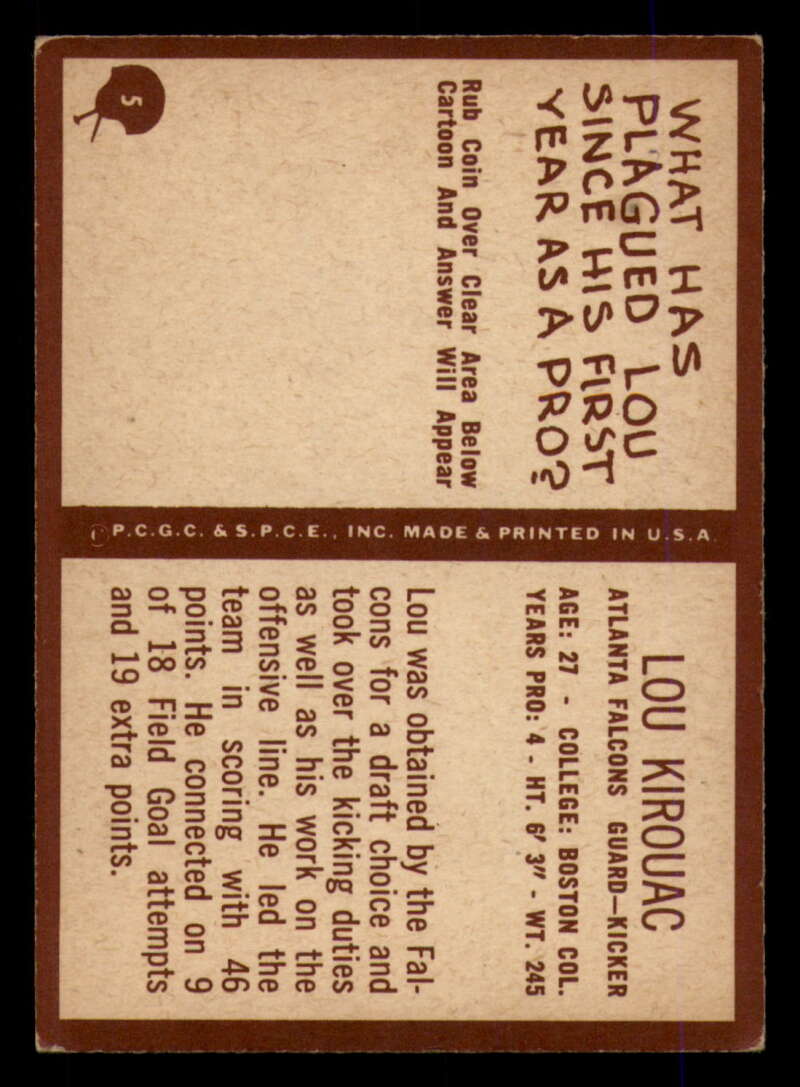 WHAT HAS
PLAGUED LOU
SINCE HIS FIRST
YEAR AS A PRO?
Rub Coin Over Clear Area Below
Cartoon And Answer Will Appear
5
P.C.G.C. & S.P.C.E., INC. MADE & PRINTED IN U.S.A.
LOU KIROUAC
ATLANTA FALCONS GUARD—KICKER
AGE: 27 - COLLEGE: BOSTON COL.
YEARS PRO: 4 - HT. 6' 3" - WT. 245
Lou was obtained by the Fal-
cons for a draft choice and
took over the kicking duties
as well as his work on the
offensive line. He led the
team in scoring with 46
points. He connected on 9
of 18 Field Goal attempts
and 19 extra points.